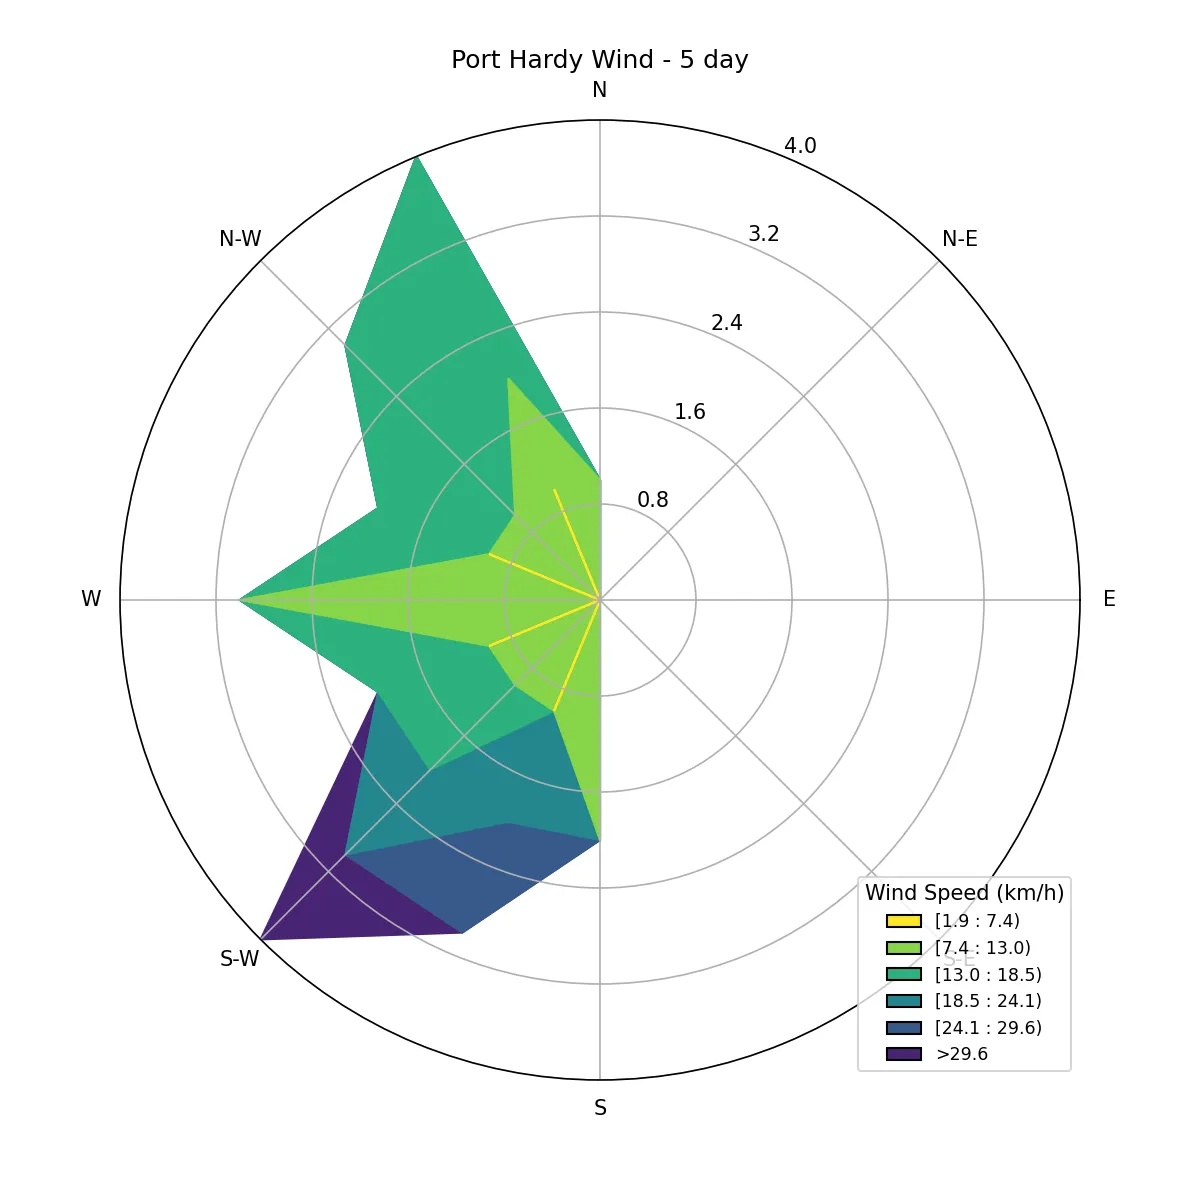 Port Hardy Wind - 5 day
N
4.0
N-W
N-E
3.2
2.4
1.6
0.8
W
E
S-W
S-E
S
Wind Speed (km/h)
[1.9 : 7.4)
[7.4 : 13.0)
[13.0 : 18.5)
[18.5 : 24.1)
[24.1 : 29.6)
>29.6